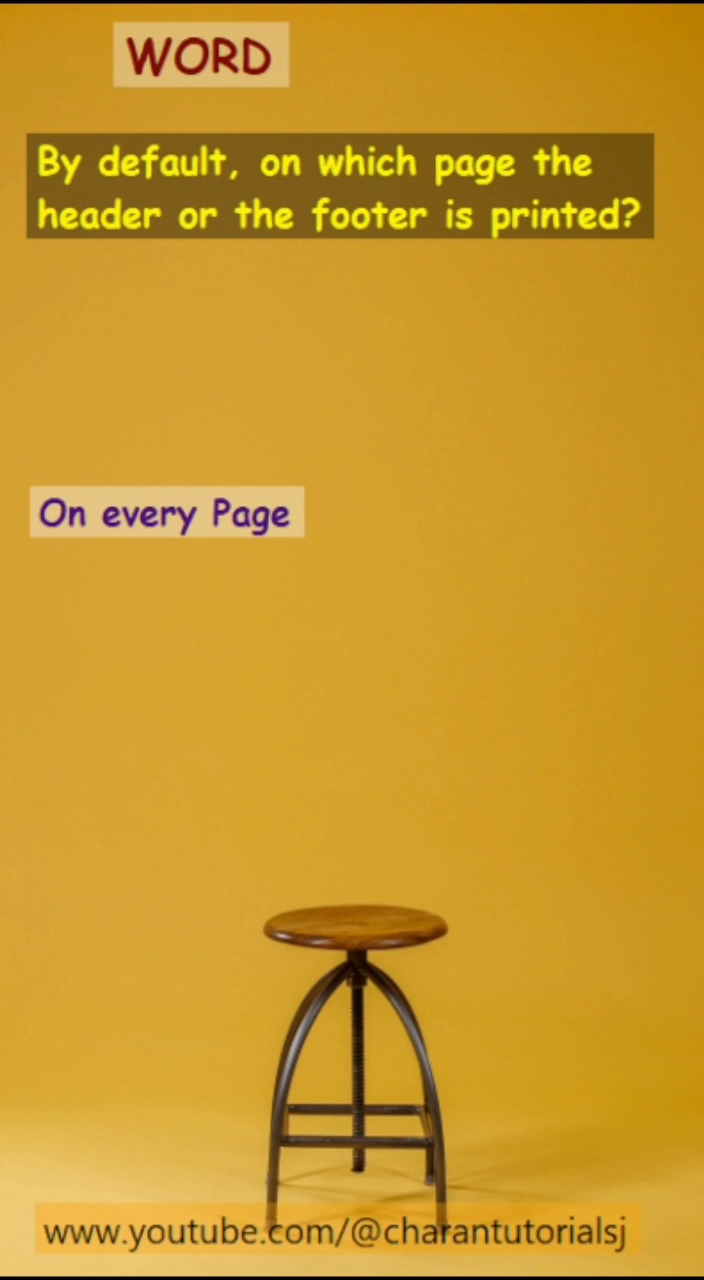 WORD
By default, on which page the
header or the footer is printed?
On every Page
www.youtube.com/@charantutorialsj